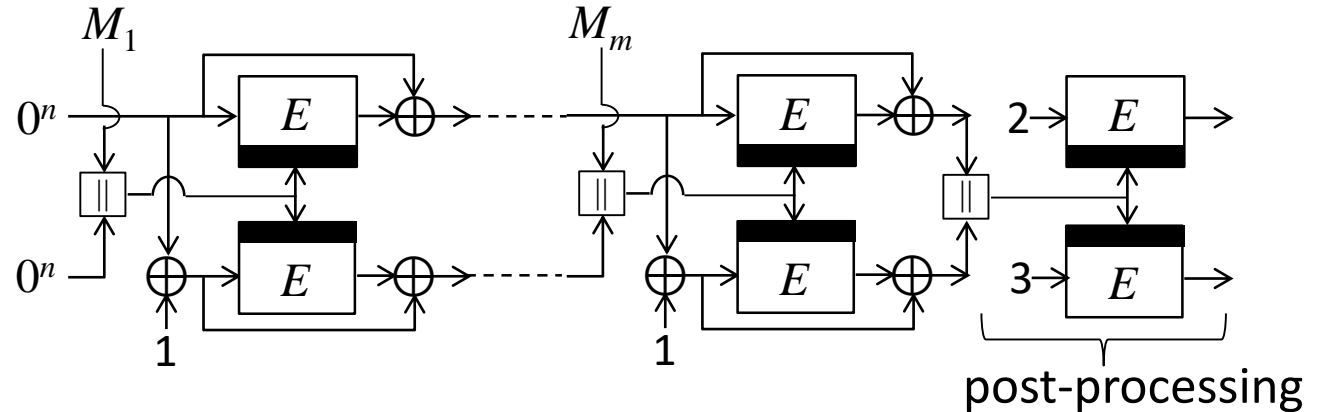 M₁ Mₘ
0ⁿ E E 2 E
|| || ||
0ⁿ E E 3 E
1 1
post-processing